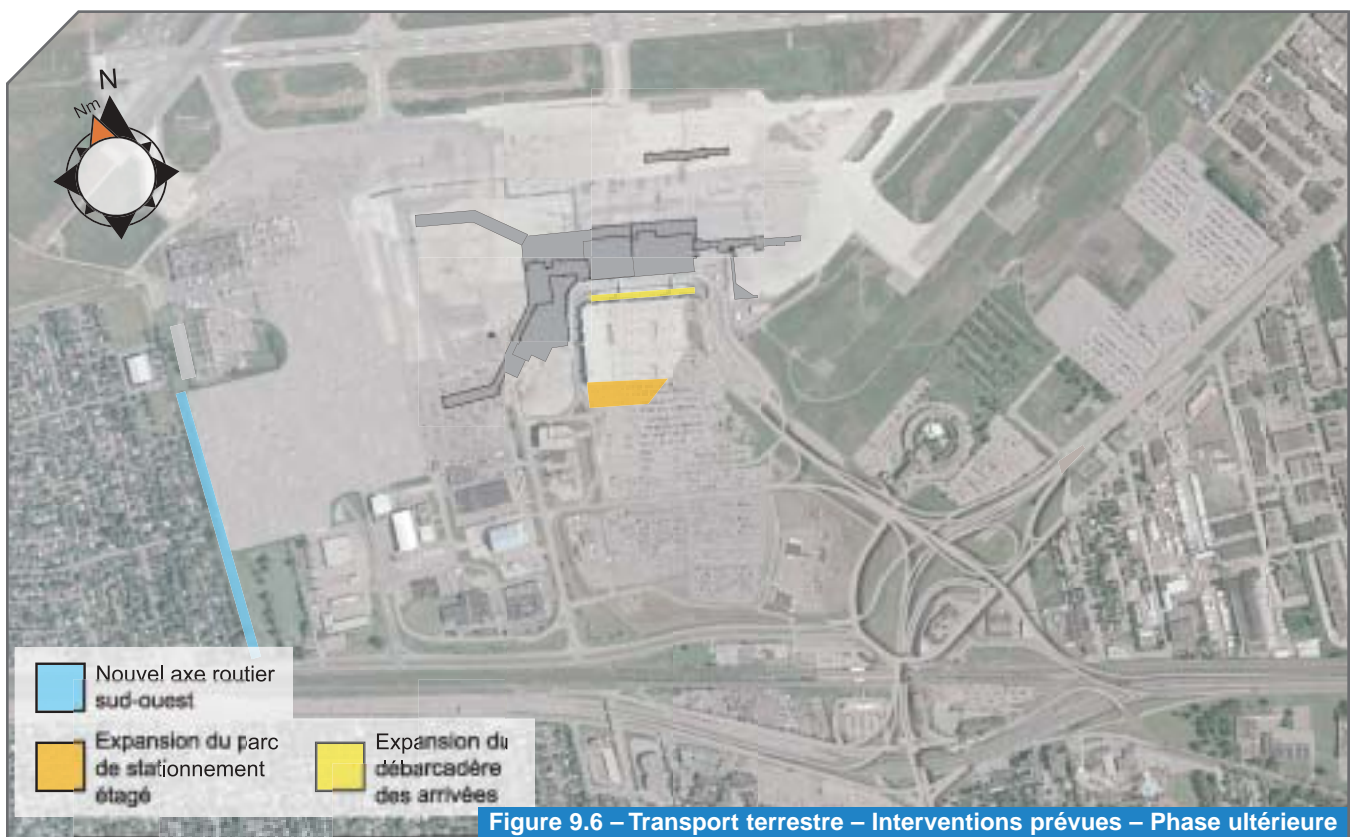 N
Nm
Nouvel axe routier
sud-ouest
Expansion du parc
de stationnement
étagé
Expansion du
débarcadère
des arrivées
Figure 9.6 – Transport terrestre – Interventions prévues – Phase ultérieure